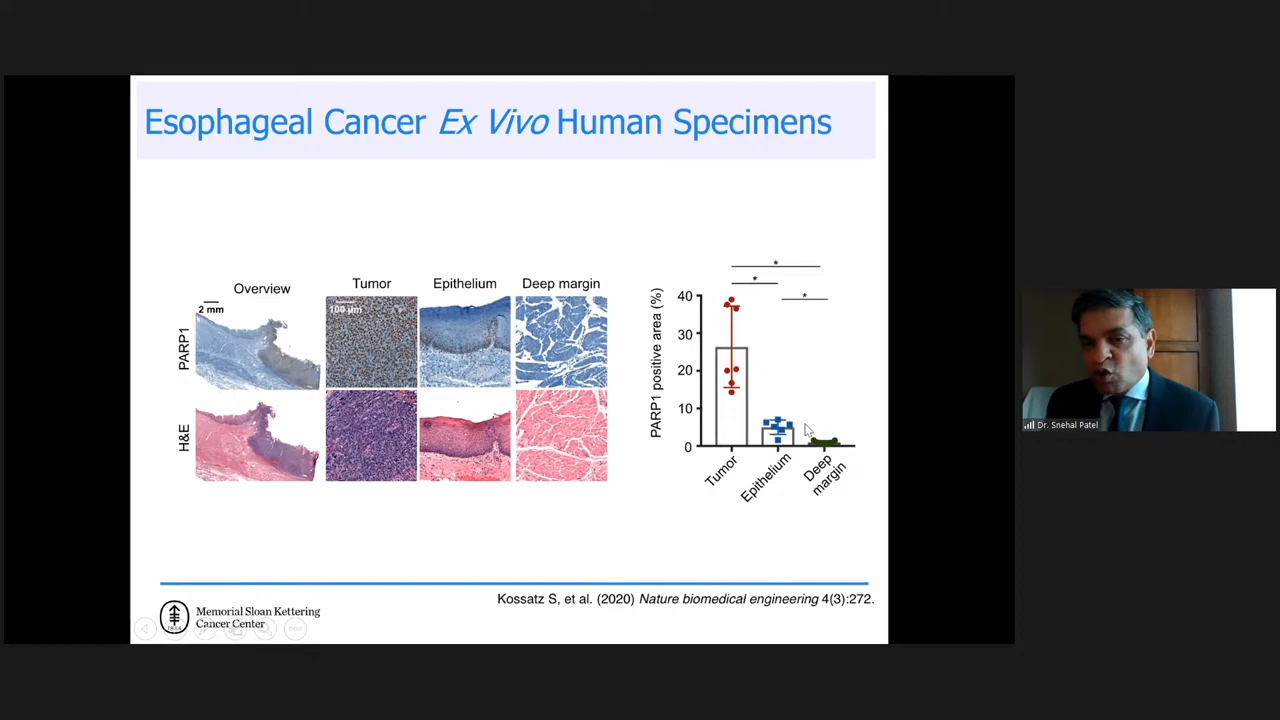 Esophageal Cancer Ex Vivo Human Specimens
Overview
Tumor
Epithelium
Deep margin
2 mm
100 µm
PARP1
H&E
PARP1 positive area (%)
40
30
20
10
0
*
*
*
Tumor
Epithelium
Deep
margin
Kossatz S, et al. (2020) Nature biomedical engineering 4(3):272.
Memorial Sloan Kettering
Cancer Center
Dr. Snehal Patel